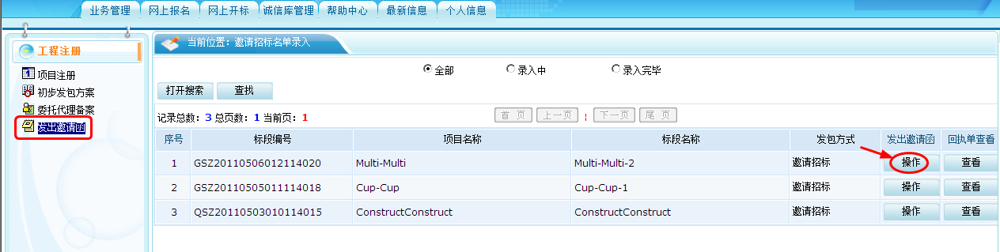 业务管理 网上报名 网上开标 诚信库管理 帮助中心 最新信息 个人信息
工程注册
项目注册
初步发包方案
委托代理备案
发出邀请函
当前位置：邀请招标名单录入
全部 录入中 录入完毕
打开搜索 查找
记录总数：3 总页数：1 当前页：1 首 页 上一页 下一页 尾 页
序号 标段编号 项目名称 标段名称 发包方式 发出邀请函 回执单查看
1 GSZ20110506012114020 Multi-Multi Multi-Multi-2 邀请招标 操作 查看
2 GSZ20110505011114018 Cup-Cup Cup-Cup-1 邀请招标 操作 查看
3 QSZ20110503010114015 ConstructConstruct ConstructConstruct 邀请招标 操作 查看